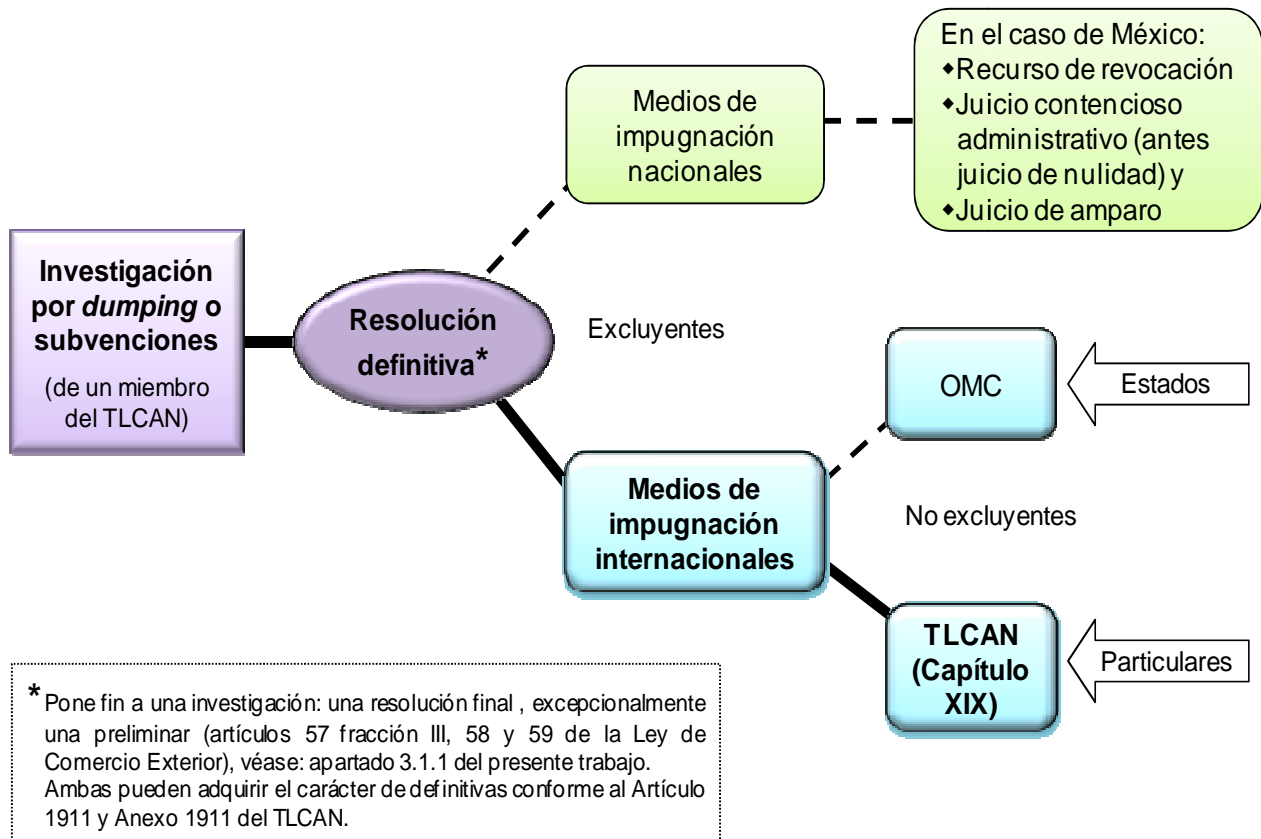 En el caso de México:
◆Recurso de revocación
◆Juicio contencioso
administrativo (antes
juicio de nulidad) y
◆Juicio de amparo
Medios de
impugnación
nacionales
Investigación
por dumping o
subvenciones
(de un miembro
del TLCAN)
Resolución
definitiva*
Excluyentes
OMC
Estados
Medios de
impugnación
internacionales
No excluyentes
TLCAN
(Capítulo
XIX)
Particulares
* Pone fin a una investigación: una resolución final , excepcionalmente
una preliminar (artículos 57 fracción III, 58 y 59 de la Ley de
Comercio Exterior), véase: apartado 3.1.1 del presente trabajo.
Ambas pueden adquirir el carácter de definitivas conforme al Artículo
1911 y Anexo 1911 del TLCAN.